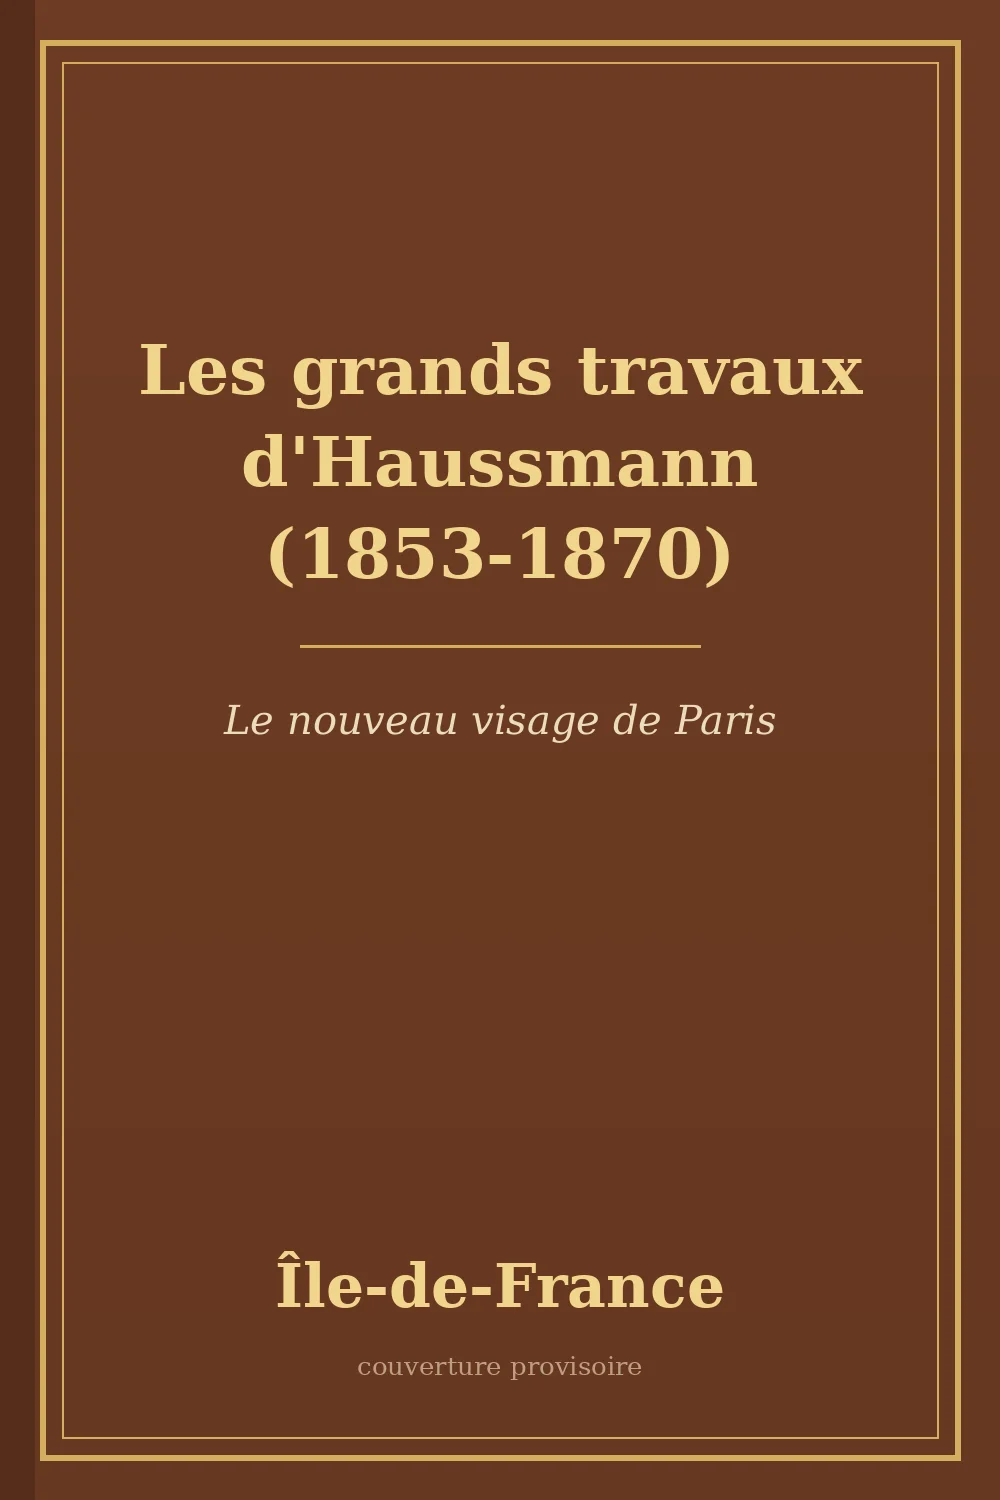 Les grands travaux
d'Haussmann
(1853-1870)
Le nouveau visage de Paris
Île-de-France
couverture provisoire